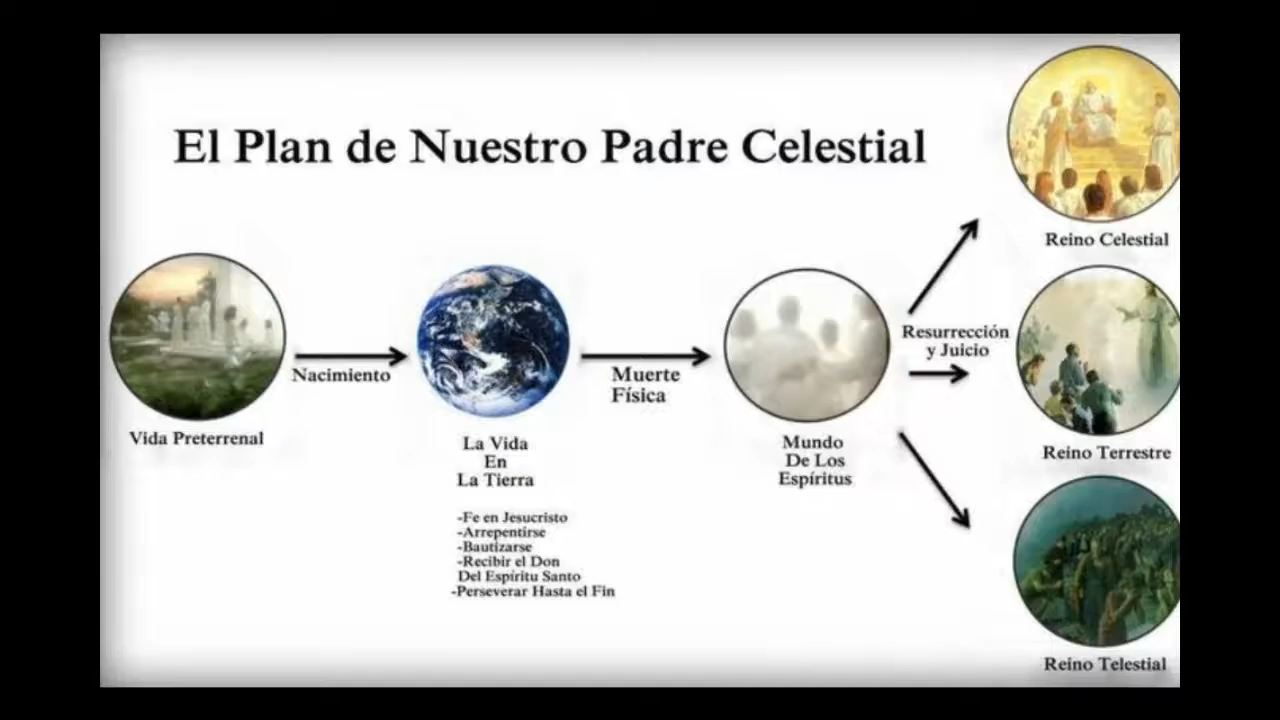 El Plan de Nuestro Padre Celestial
Vida Preterrenal
Nacimiento
La Vida
En
La Tierra
-Fe en Jesucristo
-Arrepentirse
-Bautizarse
-Recibir el Don
Del Espíritu Santo
-Perseverar Hasta el Fin
Muerte
Física
Mundo
De Los
Espíritus
Resurrección
y Juicio
Reino Celestial
Reino Terrestre
Reino Telestial